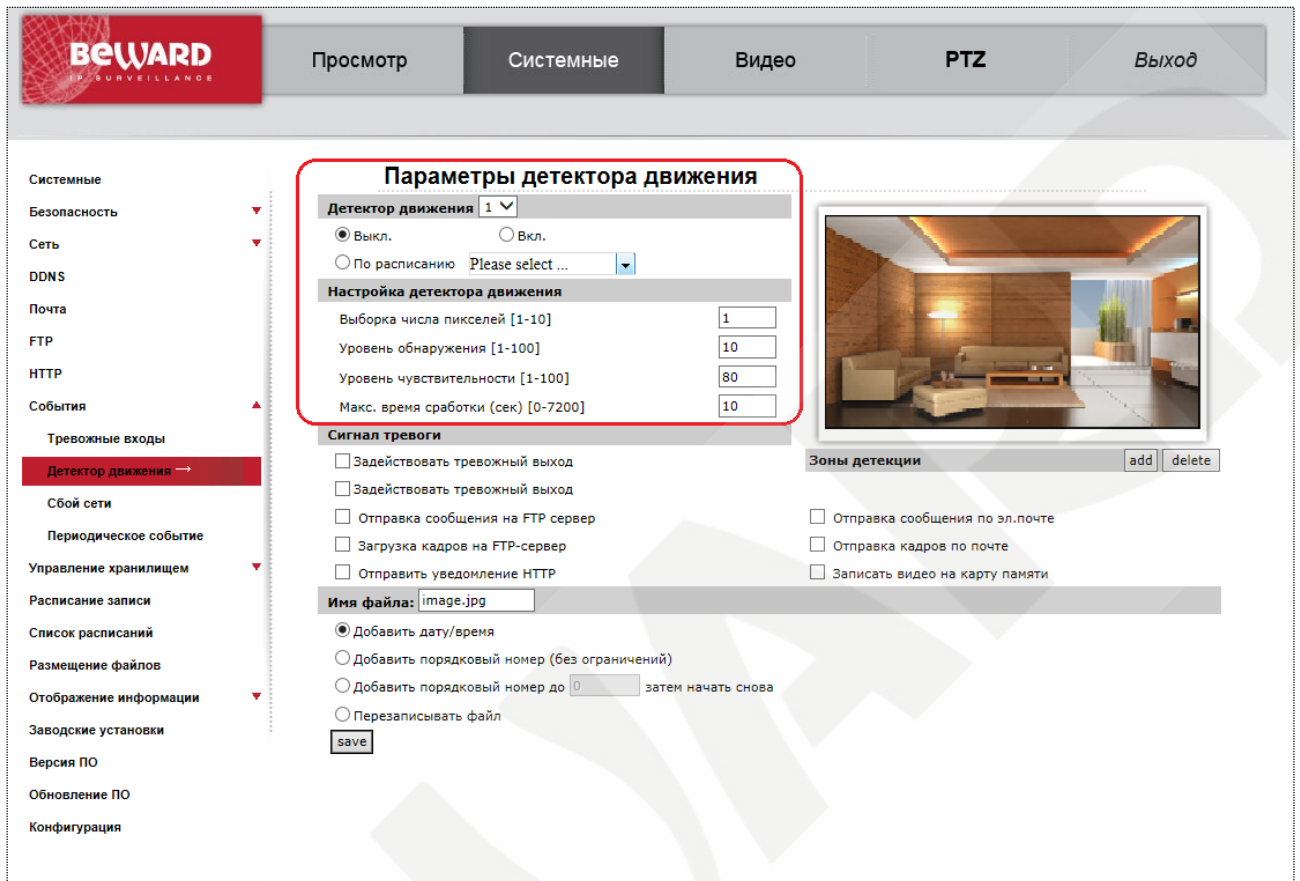 BEWARD
IP SURVEILLANCE
Просмотр
Системные
Видео
PTZ
Выход
Системные
Безопасность
Сеть
DDNS
Почта
FTP
HTTP
События
Тревожные входы
Детектор движения →
Сбой сети
Периодическое событие
Управление хранилищем
Расписание записи
Список расписаний
Размещение файлов
Отображение информации
Заводские установки
Версия ПО
Обновление ПО
Конфигурация
Параметры детектора движения
Детектор движения 1
Выкл. Вкл.
По расписанию Please select ...
Настройка детектора движения
Выборка числа пикселей [1-10] 1
Уровень обнаружения [1-100] 10
Уровень чувствительности [1-100] 80
Макс. время сработки (сек) [0-7200] 10
Сигнал тревоги
Задействовать тревожный выход
Задействовать тревожный выход
Отправка сообщения на FTP сервер
Загрузка кадров на FTP-сервер
Отправить уведомление HTTP
Зоны детекции add delete
Отправка сообщения по эл.почте
Отправка кадров по почте
Записать видео на карту памяти
Имя файла: image.jpg
Добавить дату/время
Добавить порядковый номер (без ограничений)
Добавить порядковый номер до 0 затем начать снова
Перезаписывать файл
save